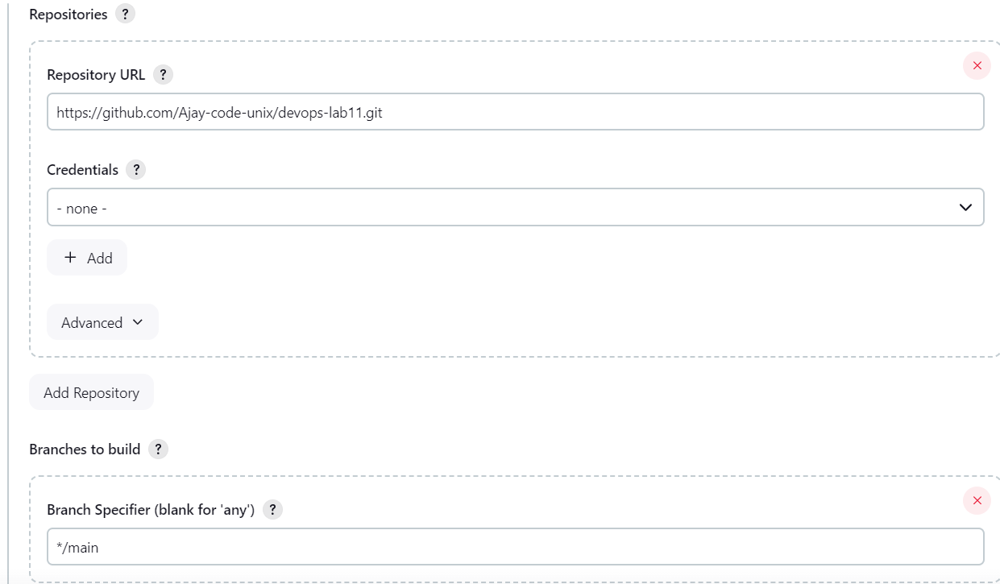 Repositories ?
Repository URL ?
https://github.com/Ajay-code-unix/devops-lab11.git
Credentials ?
- none -
+ Add
Advanced
Add Repository
Branches to build ?
Branch Specifier (blank for 'any') ?
*/main